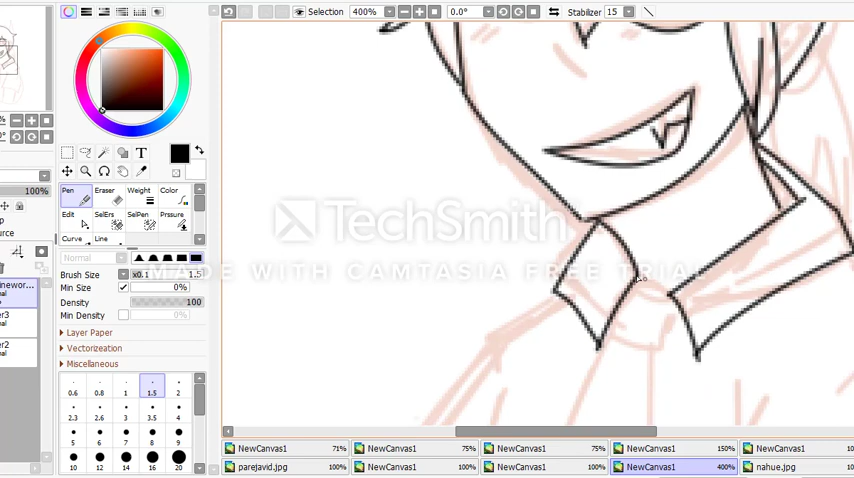 Selection 400% 0.0° Stabilizer 15
%
0°
T
100%
Pen Eraser Weight Color
Edit SelErs SelPen Prssure
Curve Line
Normal
Brush Size x0.1 1.5
Min Size 0%
Density 100
Min Density 0%
Layer Paper
Vectorization
Miscellaneous
0.6 0.8 1 1.5 2
2.3 2.6 3 3.5 4
5 6 7 8 9
10 12 14 16 20
TechSmith
MADE WITH CAMTASIA FREE TRIAL
NewCanvas1 71% NewCanvas1 75% NewCanvas1 75% NewCanvas1 150% NewCanvas1
parejavid.jpg 100% NewCanvas1 100% NewCanvas1 100% NewCanvas1 400% nahue.jpg